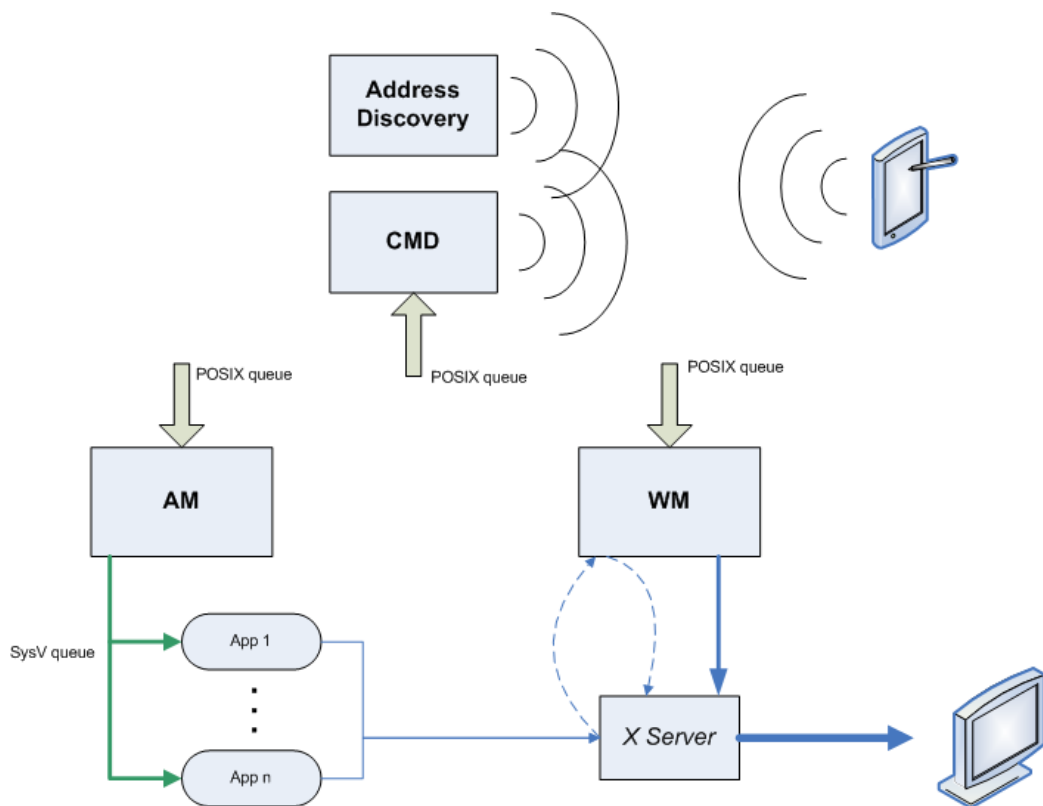 Address
Discovery
CMD
POSIX queue
POSIX queue
POSIX queue
AM
WM
SysV queue
App 1
App n
X Server